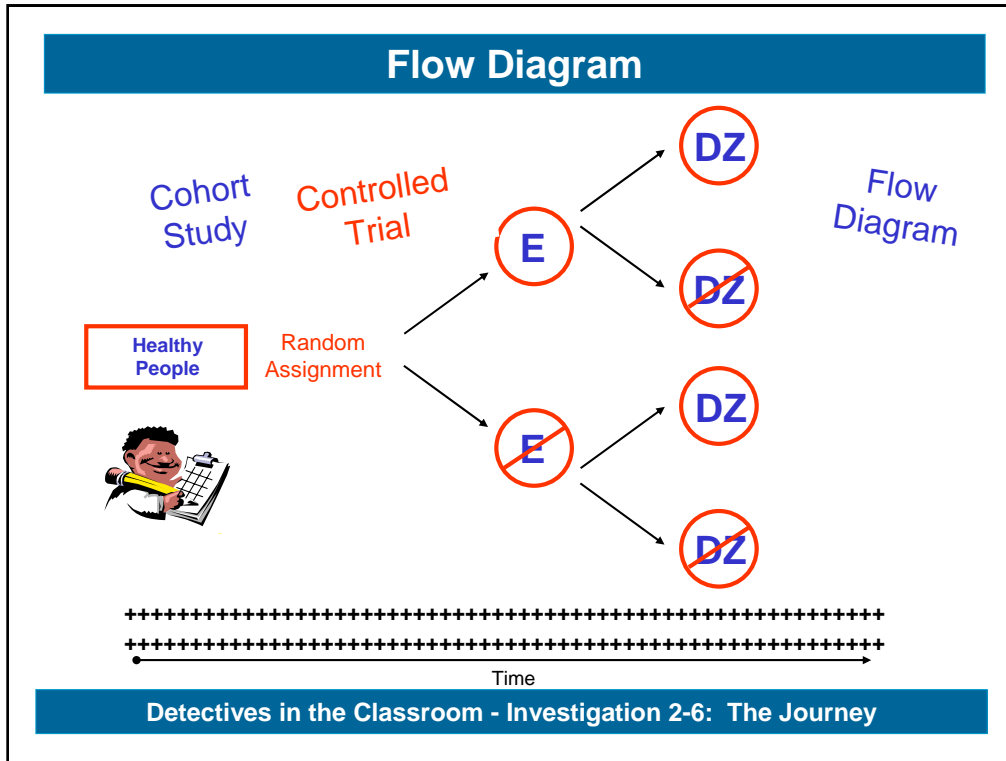 Flow Diagram
Cohort
Study
Controlled
Trial
Flow
Diagram
Healthy
People
Random
Assignment
E
E
DZ
DZ
DZ
DZ
++++++++++++++++++++++++++++++++++++++++++++++++++++++++++
++++++++++++++++++++++++++++++++++++++++++++++++++++++++++
Time
Detectives in the Classroom - Investigation 2-6: The Journey